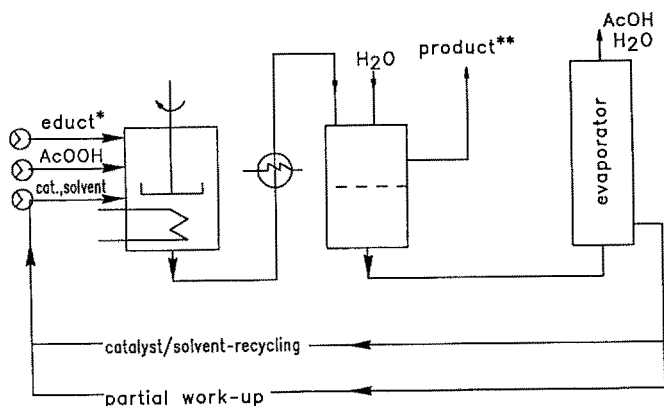 AcOH
H2O
product**
H2O
educt*
AcOOH
cat.,solvent
evaporator
catalyst/solvent-recycling
partial work-up